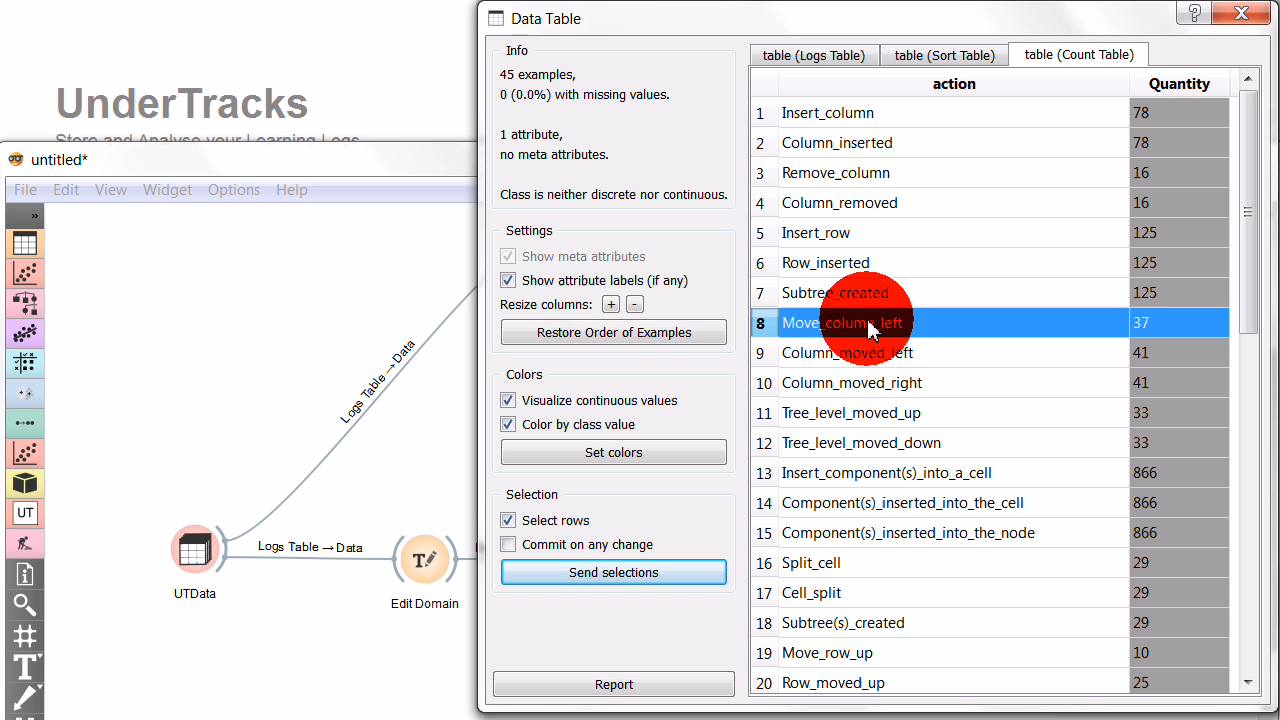 UnderTracks
Store and Analyse your Learning Logs
untitled*
File Edit View Widget Options Help
»
UT
Logs Table → Data
Logs Table → Data
UTData
T
Edit Domain
T
Data Table
?
X
Info
45 examples,
0 (0.0%) with missing values.
1 attribute,
no meta attributes.
Class is neither discrete nor continuous.
Settings
Show meta attributes
Show attribute labels (if any)
Resize columns: + -
Restore Order of Examples
Colors
Visualize continuous values
Color by class value
Set colors
Selection
Select rows
Commit on any change
Send selections
Report
table (Logs Table) table (Sort Table) table (Count Table)
action Quantity
1 Insert_column 78
2 Column_inserted 78
3 Remove_column 16
4 Column_removed 16
5 Insert_row 125
6 Row_inserted 125
7 Subtree_created 125
8 Move_column_left 37
9 Column_moved_left 41
10 Column_moved_right 41
11 Tree_level_moved_up 33
12 Tree_level_moved_down 33
13 Insert_component(s)_into_a_cell 866
14 Component(s)_inserted_into_the_cell 866
15 Component(s)_inserted_into_the_node 866
16 Split_cell 29
17 Cell_split 29
18 Subtree(s)_created 29
19 Move_row_up 10
20 Row_moved_up 25